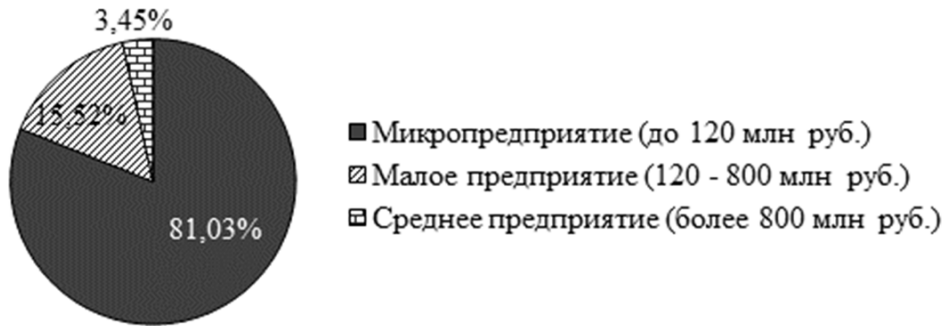 3,45%
15,52%
81,03%
Микропредприятие (до 120 млн руб.)
Малое предприятие (120 - 800 млн руб.)
Среднее предприятие (более 800 млн руб.)